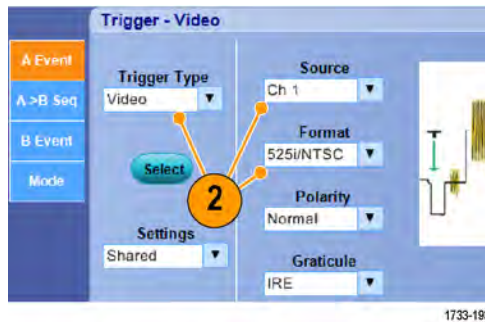 Trigger - Video
A Event
A->B Seq
B Event
Mode
Trigger Type
Video
Select
2
Settings
Shared
Source
Ch 1
Format
525i/NTSC
Polarity
Normal
Graticule
IRE
T